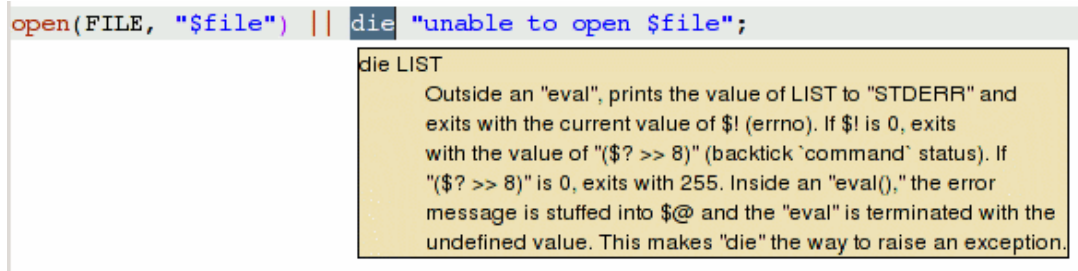 open(FILE, "$file") || die "unable to open $file";
die LIST
Outside an "eval", prints the value of LIST to "STDERR" and
exits with the current value of $! (errno). If $! is 0, exits
with the value of "($? >> 8)" (backtick `command` status). If
"($? >> 8)" is 0, exits with 255. Inside an "eval()," the error
message is stuffed into $@ and the "eval" is terminated with the
undefined value. This makes "die" the way to raise an exception.